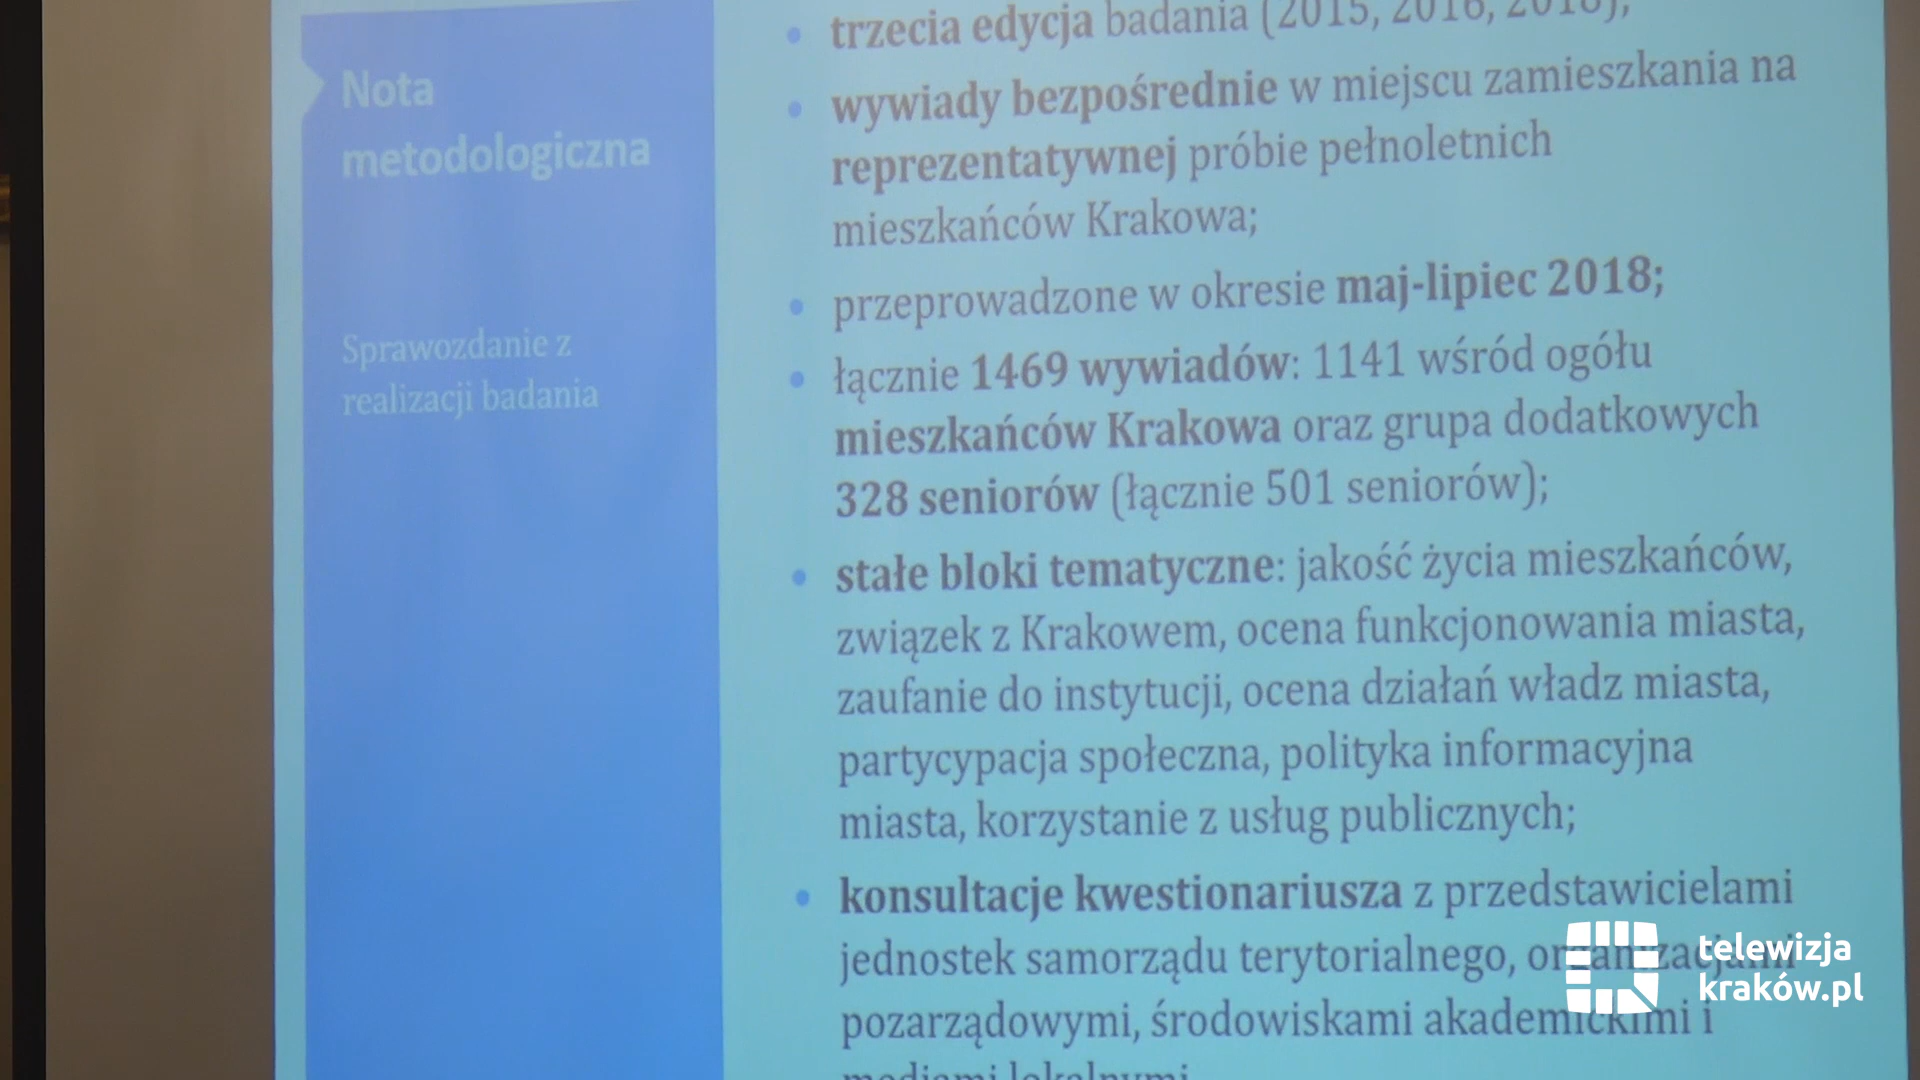 Nota
metodologiczna
Sprawozdanie z
realizacji badania
• trzecia edycja badania (2015, 2016, 2018);
• wywiady bezpośrednie w miejscu zamieszkania na
reprezentatywnej próbie pełnoletnich
mieszkańców Krakowa;
• przeprowadzone w okresie maj-lipiec 2018;
• łącznie 1469 wywiadów: 1141 wśród ogółu
mieszkańców Krakowa oraz grupa dodatkowych
328 seniorów (łącznie 501 seniorów);
• stałe bloki tematyczne: jakość życia mieszkańców,
związek z Krakowem, ocena funkcjonowania miasta,
zaufanie do instytucji, ocena działań władz miasta,
partycypacja społeczna, polityka informacyjna
miasta, korzystanie z usług publicznych;
• konsultacje kwestionariusza z przedstawicielami
jednostek samorządu terytorialnego, organizacjami
pozarządowymi, środowiskami akademickimi i
mediami lokalnymi
telewizja
kraków.pl